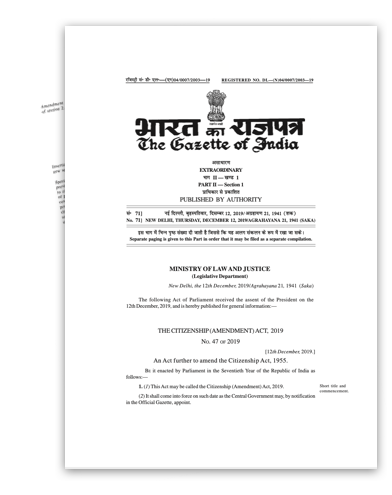 रजिस्ट्री सं० डी० एल०—(एन)04/0007/2003—19 REGISTERED NO. DL—(N)04/0007/2003—19
भारत का राजपत्र
The Gazette of India
असाधारण
EXTRAORDINARY
भाग II — खण्ड 1
PART II — Section 1
प्राधिकार से प्रकाशित
PUBLISHED BY AUTHORITY
सं० 71] नई दिल्ली, बृहस्पतिवार, दिसम्बर 12, 2019/अग्रहायण 21, 1941 (शक)
No. 71] NEW DELHI, THURSDAY, DECEMBER 12, 2019/AGRAHAYANA 21, 1941 (SAKA)
इस भाग में भिन्न पृष्ठ संख्या दी जाती है जिससे कि यह अलग संकलन के रूप में रखा जा सके।
Separate paging is given to this Part in order that it may be filed as a separate compilation.
MINISTRY OF LAW AND JUSTICE
(Legislative Department)
New Delhi, the 12th December, 2019/Agrahayana 21, 1941 (Saka)
The following Act of Parliament received the assent of the President on the
12th December, 2019, and is hereby published for general information:—
THE CITIZENSHIP (AMENDMENT) ACT, 2019
No. 47 OF 2019
[12th December, 2019.]
An Act further to amend the Citizenship Act, 1955.
BE it enacted by Parliament in the Seventieth Year of the Republic of India as
follows:—
1. (1) This Act may be called the Citizenship (Amendment) Act, 2019.
Short title and
commencement.
(2) It shall come into force on such date as the Central Government may, by notification
in the Official Gazette, appoint.
Amendment
of section 2.